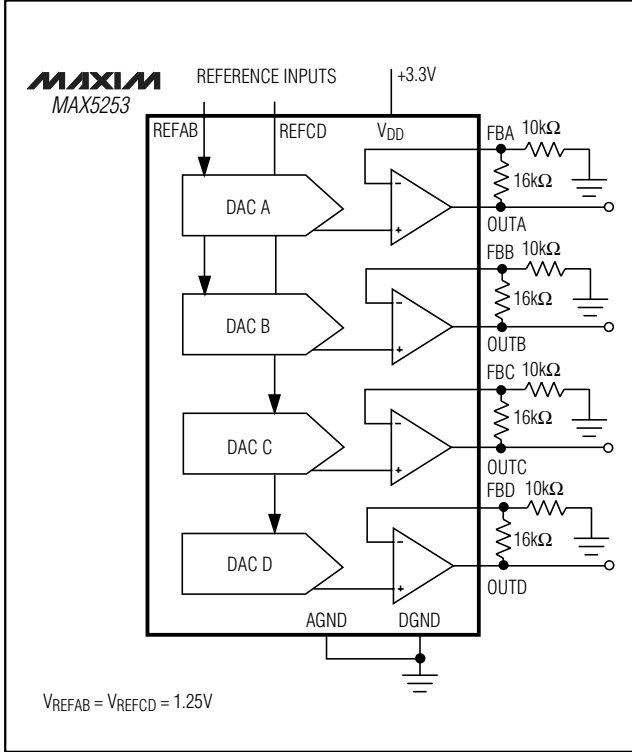 MAXIM
MAX5253
REFERENCE INPUTS
+3.3V
REFAB
REFCD
VDD
FBA
10kΩ
16kΩ
DAC A
-
+
OUTA
FBB
10kΩ
16kΩ
DAC B
-
+
OUTB
FBC
10kΩ
16kΩ
DAC C
-
+
OUTC
FBD
10kΩ
16kΩ
DAC D
-
+
OUTD
AGND
DGND
VREFAB = VREFCD = 1.25V